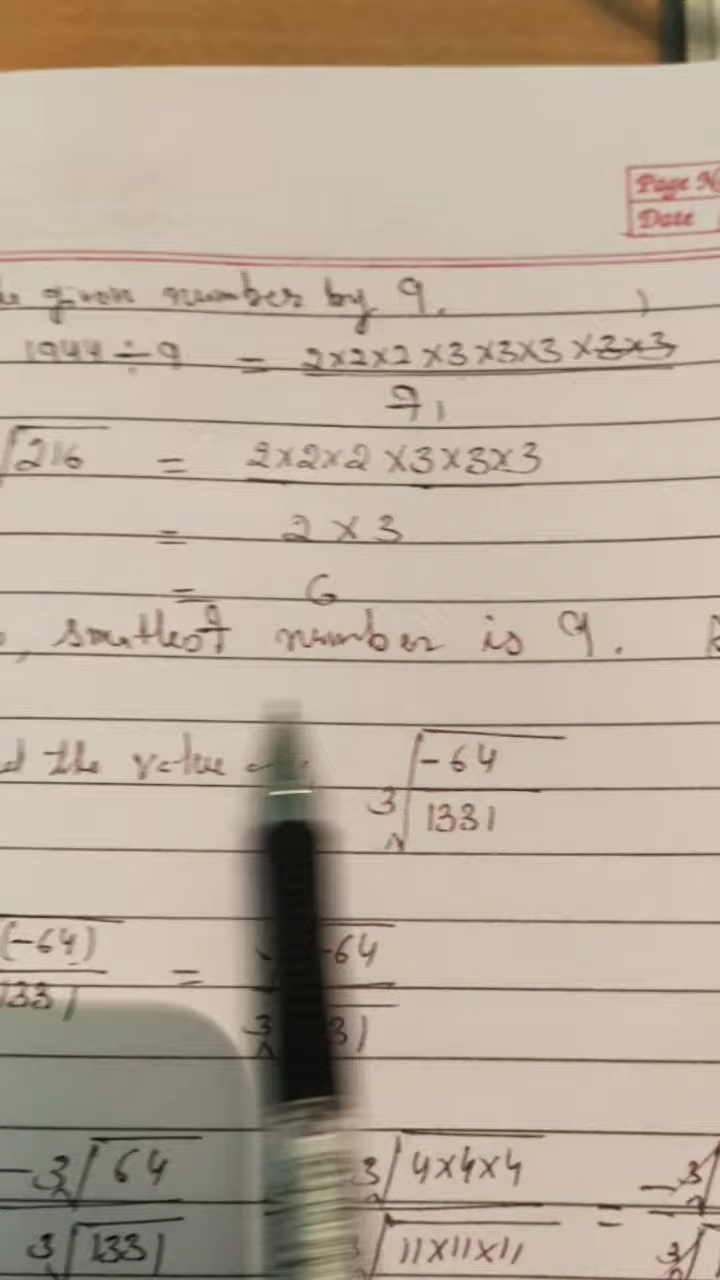 Page N
Date
given number by 9.
1944 ÷ 9 = 2×2×2×3×3×3×3×3
9
√216 = 2×2×2×3×3×3
= 2×3
= 6
, smallest number is 9.
the value ∛-64/1331
(-64)/1331 = -64/31
-∛64/∛1331 ∛4×4×4/∛11×11×11 = -∛/∛